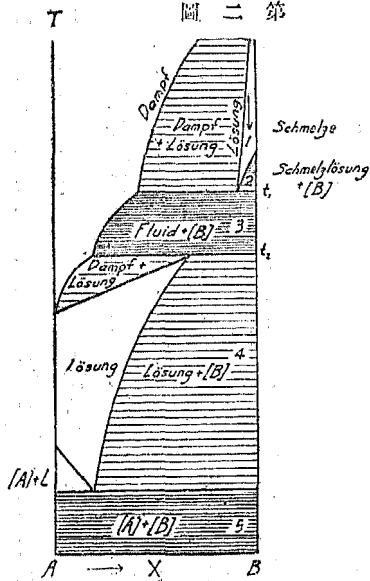 圖二第
T
Dampf
Dampf
+ Lösung
Lösung
1
Schmelze
2
Schmelzlösung
+[B]
t₁
Fluid+[B] 3
t₂
Dampf +
Lösung
Lösung
4
Lösung+[B]
[A]+L
[A]+[B] 5
A → X B